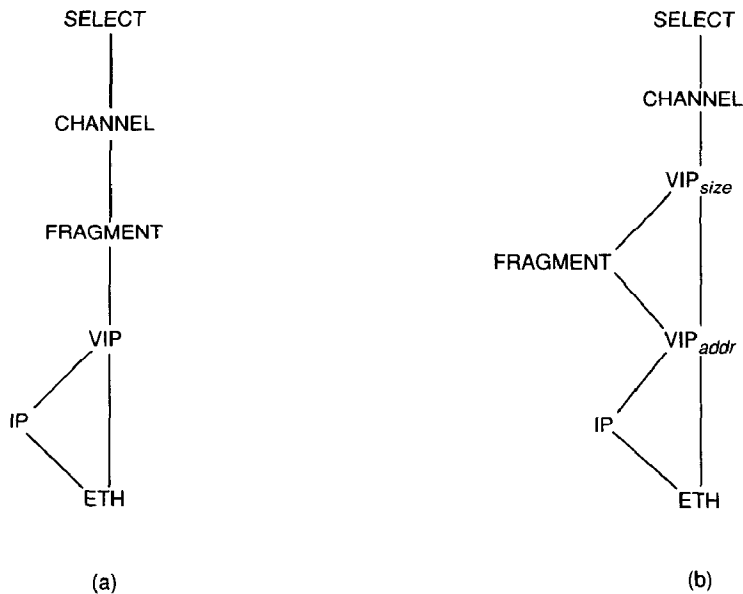 SELECT
CHANNEL
FRAGMENT
VIP
IP
ETH
(a)
SELECT
CHANNEL
VIPsize
FRAGMENT
VIPaddr
IP
ETH
(b)